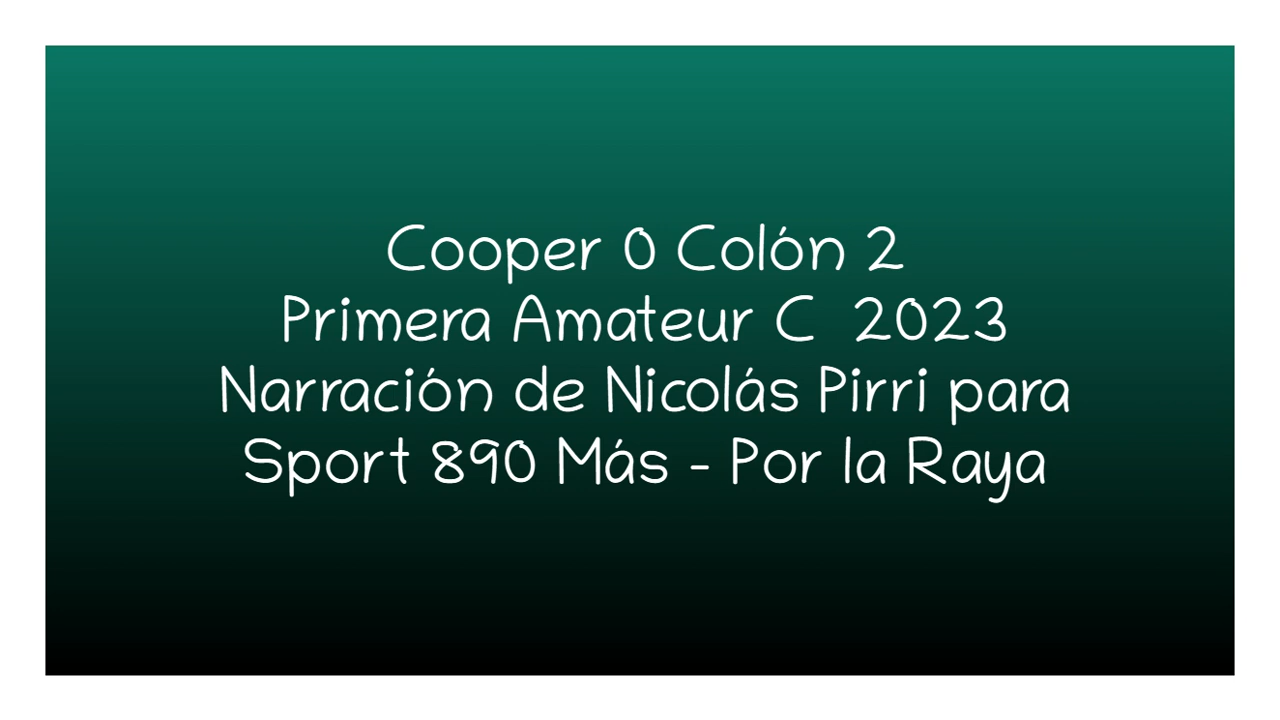 Cooper 0 Colón 2
Primera Amateur C 2023
Narración de Nicolás Pirri para
Sport 890 Más - Por la Raya